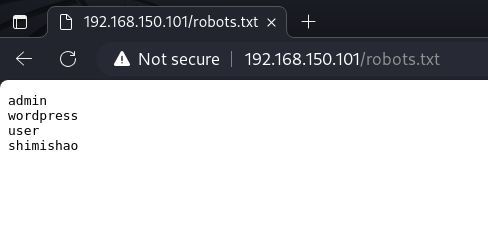 192.168.150.101/robots.txt
Not secure 192.168.150.101/robots.txt
admin
wordpress
user
shimishao